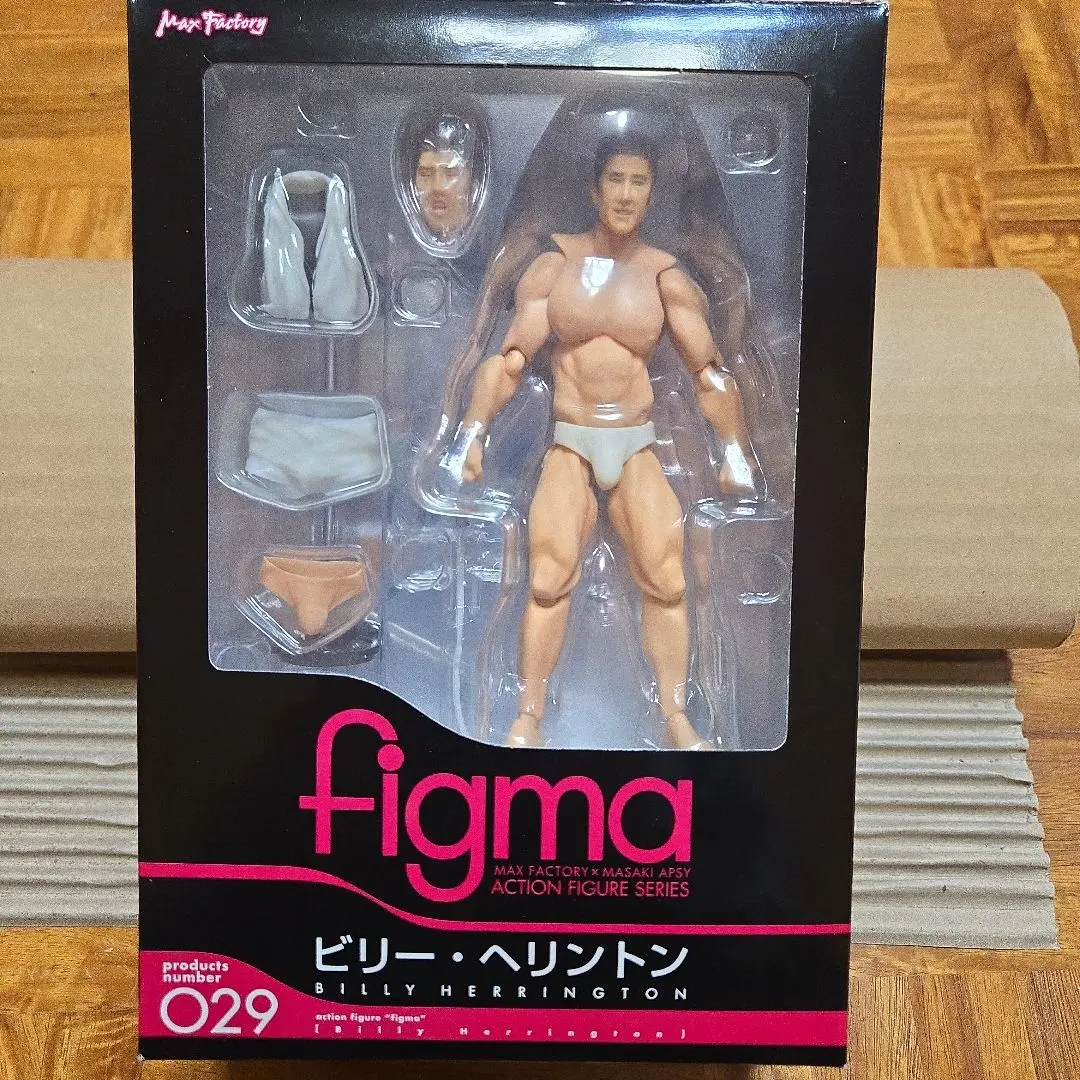 Max Factory
figma
MAX FACTORY × MASAKI APSY
ACTION FIGURE SERIES
ビリー・ヘリントン
BILLY HERRINGTON
products
number
029
action figure "figma"
[Billy Herrington]